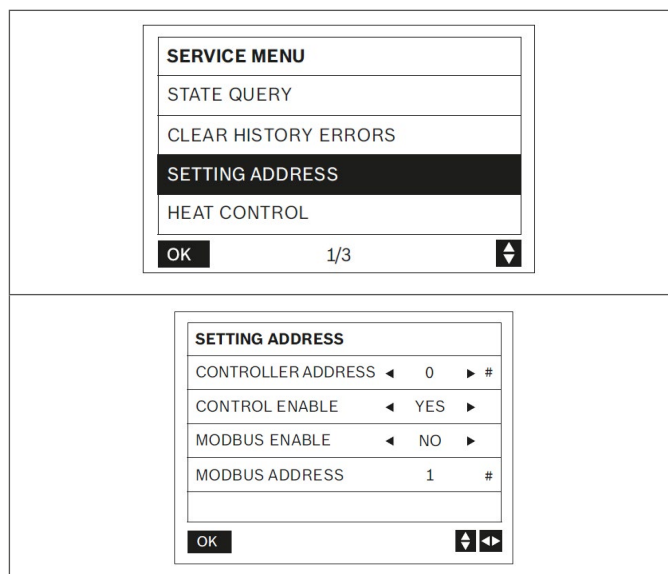 SERVICE MENU
STATE QUERY
CLEAR HISTORY ERRORS
SETTING ADDRESS
HEAT CONTROL
OK 1/3
SETTING ADDRESS
CONTROLLER ADDRESS ◄ 0 ► #
CONTROL ENABLE ◄ YES ►
MODBUS ENABLE ◄ NO ►
MODBUS ADDRESS 1 #
OK